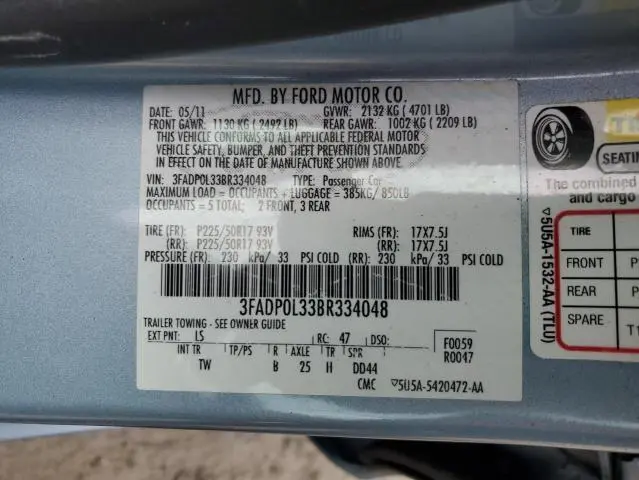 MFD. BY FORD MOTOR CO.
DATE: 05/11 GVWR: 2132 KG ( 4701 LB)
FRONT GAWR: 1130 KG ( 2492 LB) REAR GAWR: 1002 KG ( 2209 LB)
THIS VEHICLE CONFORMS TO ALL APPLICABLE FEDERAL MOTOR
VEHICLE SAFETY, BUMPER, AND THEFT PREVENTION STANDARDS
IN EFFECT ON THE DATE OF MANUFACTURE SHOWN ABOVE.
VIN: 3FADP0L33BR334048 TYPE: Passenger Car
MAXIMUM LOAD = OCCUPANTS + LUGGAGE = 385KG/ 850LB
OCCUPANTS = 5 TOTAL; 2 FRONT, 3 REAR
TIRE (FR): P225/50R17 93V RIMS (FR): 17X7.5J
(RR): P225/50R17 93V (RR): 17X7.5J
PRESSURE (FR): 230 kPa/ 33 PSI COLD (RR): 230 kPa/ 33 PSI COLD
3FADP0L33BR334048
TRAILER TOWING - SEE OWNER GUIDE
EXT PNT: LS RC: 47 DSO: F0059
INT TR TP/PS R AXLE TR SPR R0047
TW B 25 H DD44
CMC ▽5U5A-5420472-AA
▽5U5A-1532-AA (TLU)
SEATIN
The combined
and cargo
TIRE
FRONT P
REAR P
SPARE T1